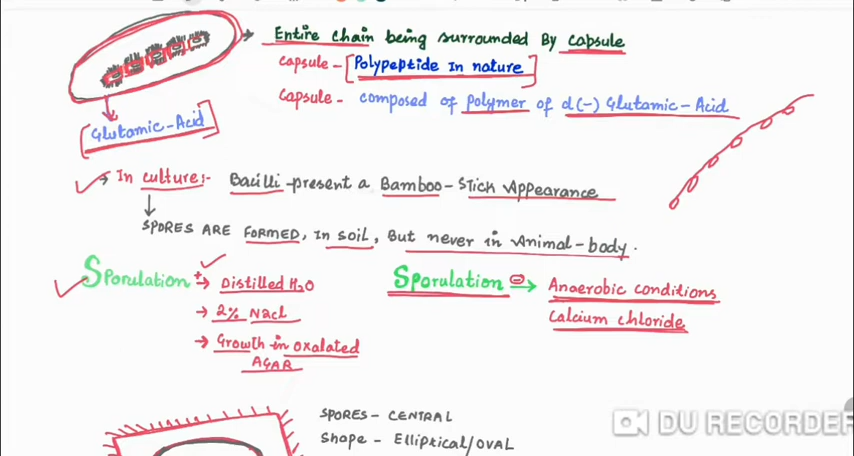 Entire chain being surrounded By capsule
capsule - [Polypeptide In nature]
capsule - composed of polymer of d(-) Glutamic-Acid
[Glutamic-Acid]
In culture:- Bacilli present a Bamboo-Stick Appearance
SPORES ARE FORMED, In soil, But never in Animal-body.
Sporulation + → Distilled H2O
→ 2% Nacl
→ Growth in oxalated
AGAR
Sporulation ⊖ → Anaerobic conditions
Calcium chloride
SPORES - CENTRAL
Shape - Elliptical/OVAL
DU RECORDER